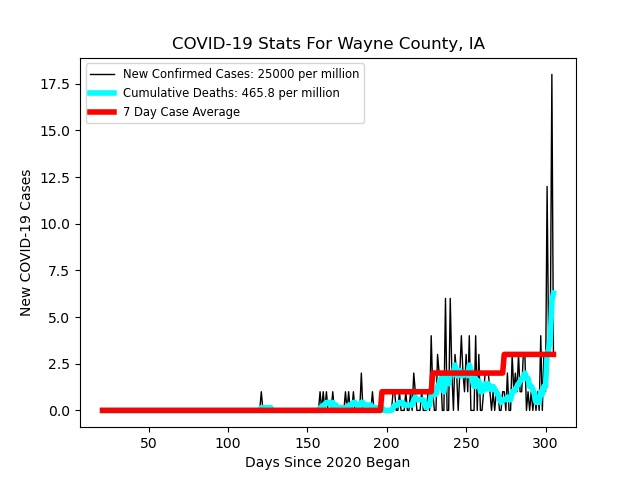 COVID-19 Stats For Wayne County, IA
New Confirmed Cases: 25000 per million
Cumulative Deaths: 465.8 per million
7 Day Case Average
New COVID-19 Cases
17.5
15.0
12.5
10.0
7.5
5.0
2.5
0.0
50 100 150 200 250 300
Days Since 2020 Began